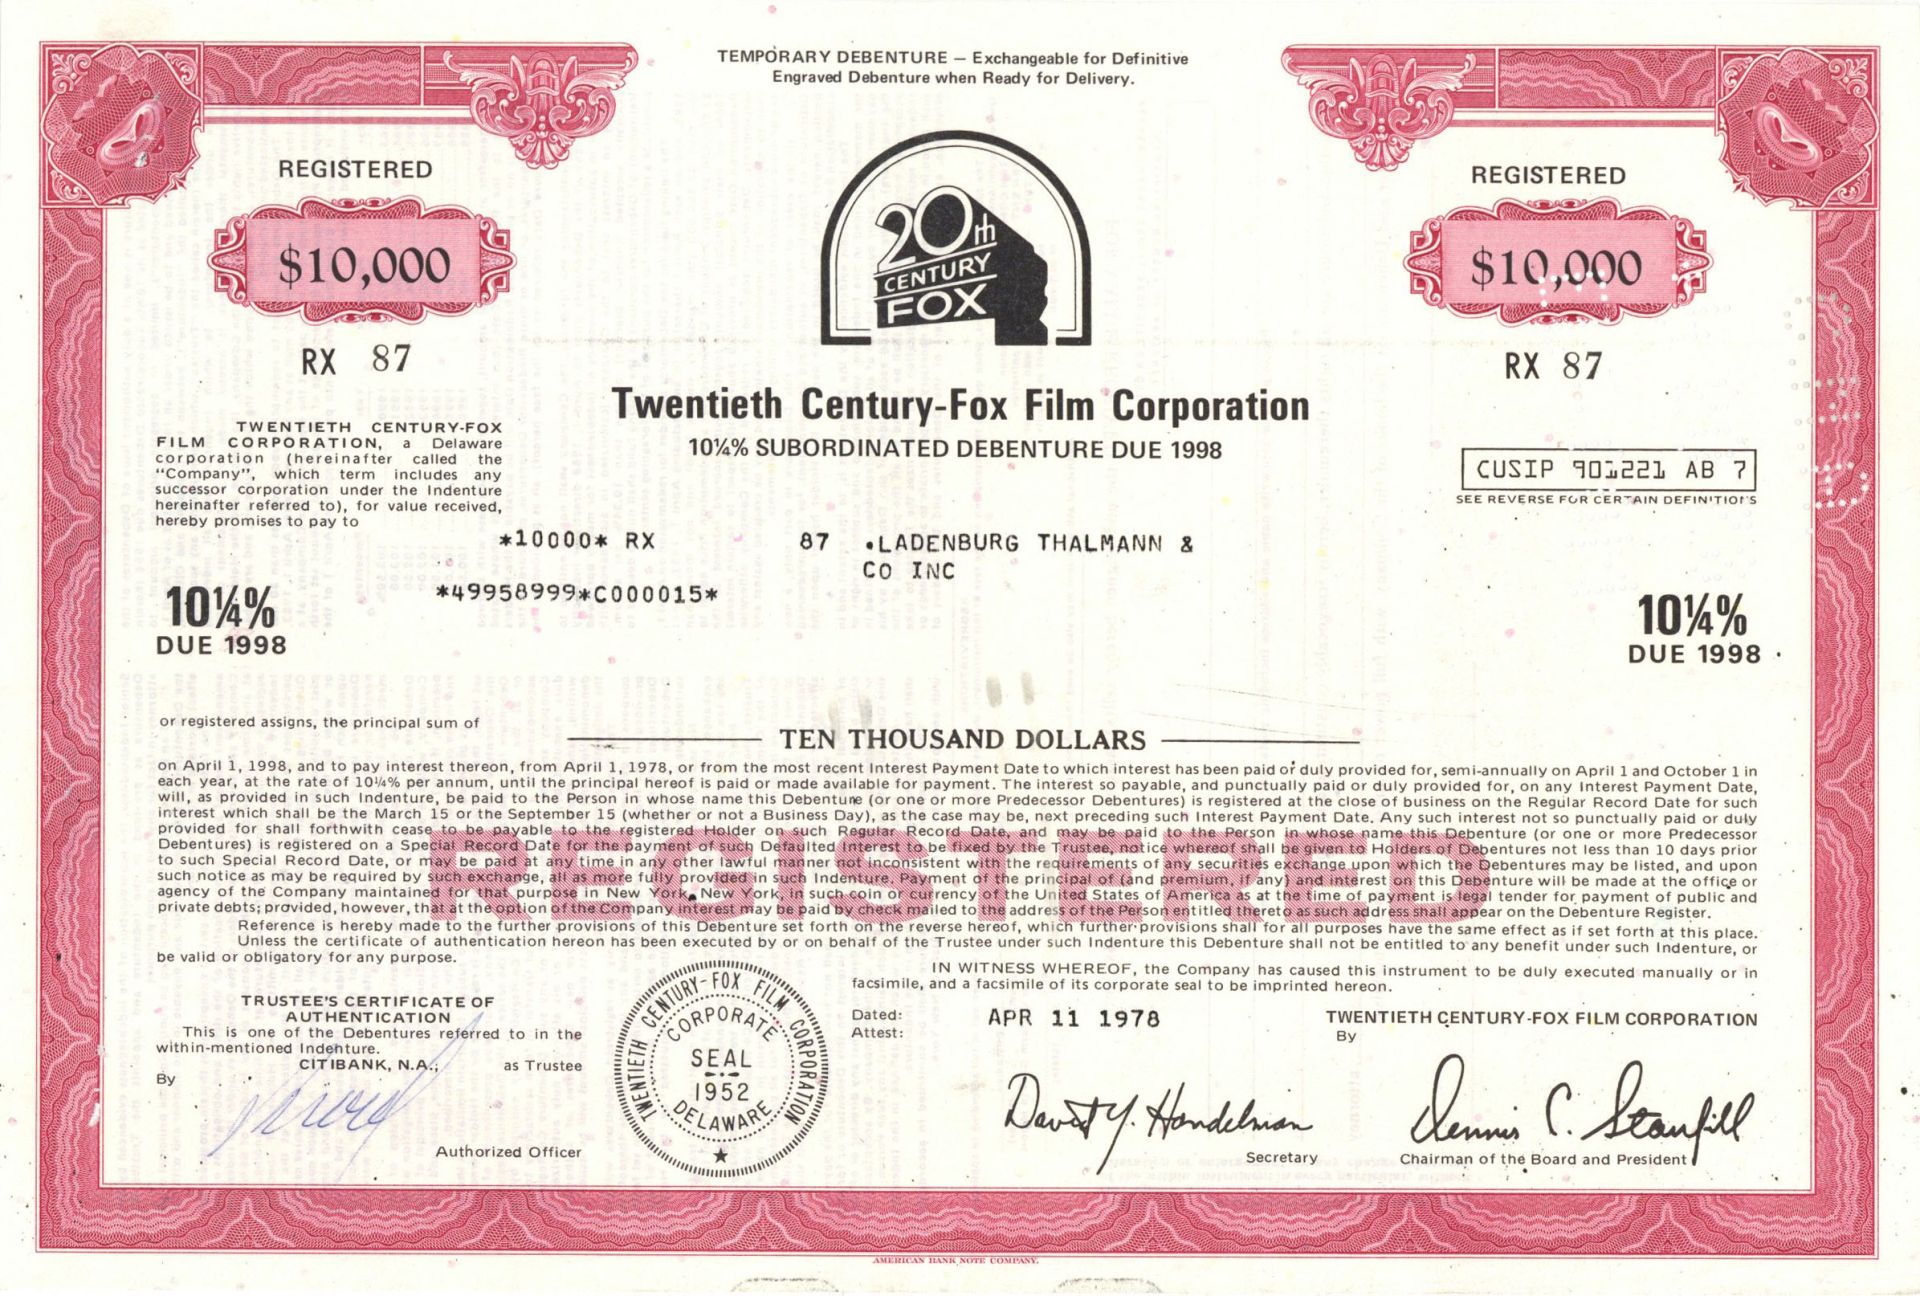 TEMPORARY DEBENTURE — Exchangeable for Definitive
Engraved Debenture when Ready for Delivery.
REGISTERED
REGISTERED
$10,000
$10,000
20th
CENTURY
FOX
RX 87
RX 87
Twentieth Century-Fox Film Corporation
10¼% SUBORDINATED DEBENTURE DUE 1998
TWENTIETH CENTURY-FOX
FILM CORPORATION, a Delaware
corporation (hereinafter called the
"Company", which term includes any
successor corporation under the Indenture
hereinafter referred to), for value received,
hereby promises to pay to
CUSIP 901221 AB 7
SEE REVERSE FOR CERTAIN DEFINITIONS
*10000* RX 87 .LADENBURG THALMANN &
CO INC
*49958999*C000015*
10¼%
DUE 1998
10¼%
DUE 1998
or registered assigns, the principal sum of
TEN THOUSAND DOLLARS
on April 1, 1998, and to pay interest thereon, from April 1, 1978, or from the most recent Interest Payment Date to which interest has been paid or duly provided for, semi-annually on April 1 and October 1 in
each year, at the rate of 10¼% per annum, until the principal hereof is paid or made available for payment. The interest so payable, and punctually paid or duly provided for, on any Interest Payment Date,
will, as provided in such Indenture, be paid to the Person in whose name this Debenture (or one or more Predecessor Debentures) is registered at the close of business on the Regular Record Date for such
interest which shall be the March 15 or the September 15 (whether or not a Business Day), as the case may be, next preceding such Interest Payment Date. Any such interest not so punctually paid or duly
provided for shall forthwith cease to be payable to the registered Holder on such Regular Record Date, and may be paid to the Person in whose name this Debenture (or one or more Predecessor
Debentures) is registered on a Special Record Date for the payment of such Defaulted Interest to be fixed by the Trustee, notice whereof shall be given to Holders of Debentures not less than 10 days prior
to such Special Record Date, or may be paid at any time in any other lawful manner not inconsistent with the requirements of any securities exchange upon which the Debentures may be listed, and upon
such notice as may be required by such exchange, all as more fully provided in such Indenture. Payment of the principal of (and premium, if any) and interest on this Debenture will be made at the office or
agency of the Company maintained for that purpose in New York, New York, in such coin or currency of the United States of America as at the time of payment is legal tender for payment of public and
private debts; provided, however, that at the option of the Company interest may be paid by check mailed to the address of the Person entitled thereto as such address shall appear on the Debenture Register.
REGISTERED
Reference is hereby made to the further provisions of this Debenture set forth on the reverse hereof, which further provisions shall for all purposes have the same effect as if set forth at this place.
Unless the certificate of authentication hereon has been executed by or on behalf of the Trustee under such Indenture this Debenture shall not be entitled to any benefit under such Indenture, or
be valid or obligatory for any purpose.
IN WITNESS WHEREOF, the Company has caused this instrument to be duly executed manually or in
facsimile, and a facsimile of its corporate seal to be imprinted hereon.
TRUSTEE'S CERTIFICATE OF
AUTHENTICATION
This is one of the Debentures referred to in the
within-mentioned Indenture.
CITIBANK, N.A., as Trustee
By
Authorized Officer
TWENTIETH CENTURY-FOX FILM CORPORATION
CORPORATE
SEAL
1952
DELAWARE
Dated: APR 11 1978
Attest:
TWENTIETH CENTURY-FOX FILM CORPORATION
By
David Y. Handelman
Secretary
Dennis C. Stanfill
Chairman of the Board and President
AMERICAN BANK NOTE COMPANY.